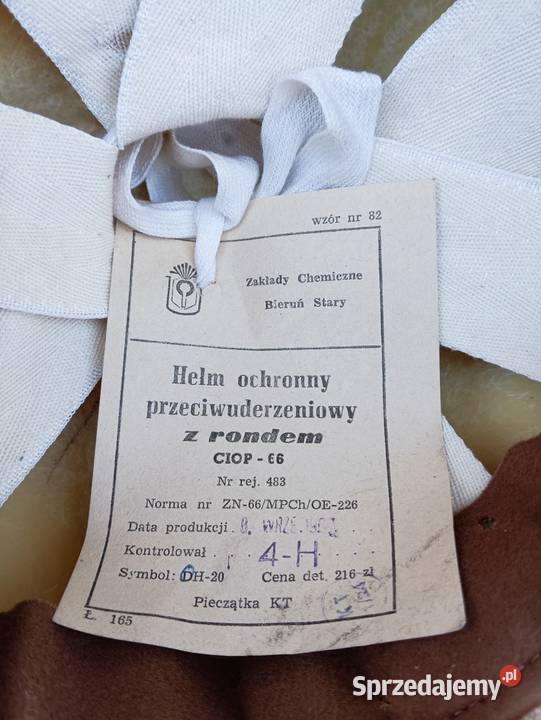 wzór nr 82
Zakłady Chemiczne
Bieruń Stary
Hełm ochronny
przeciwuderzeniowy
z rondem
CIOP - 66
Nr rej. 483
Norma nr ZN-66/MPCh/OE-226
Data produkcji
Kontrolował 4-H
Symbol: DH-20 Cena det. 216 zł
Pieczątka KT
Ł. 165
Sprzedajemy.pl